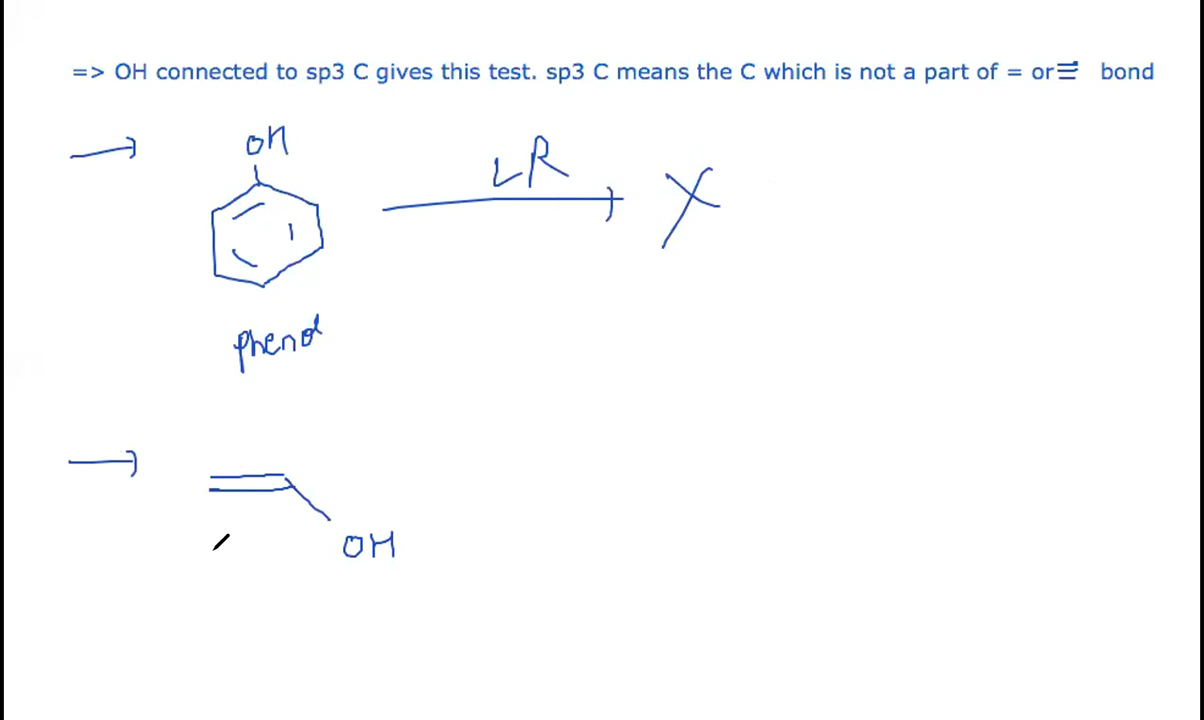 => OH connected to sp3 C gives this test. sp3 C means the C which is not a part of = or ≡ bond
OH
LR
phenol
OH